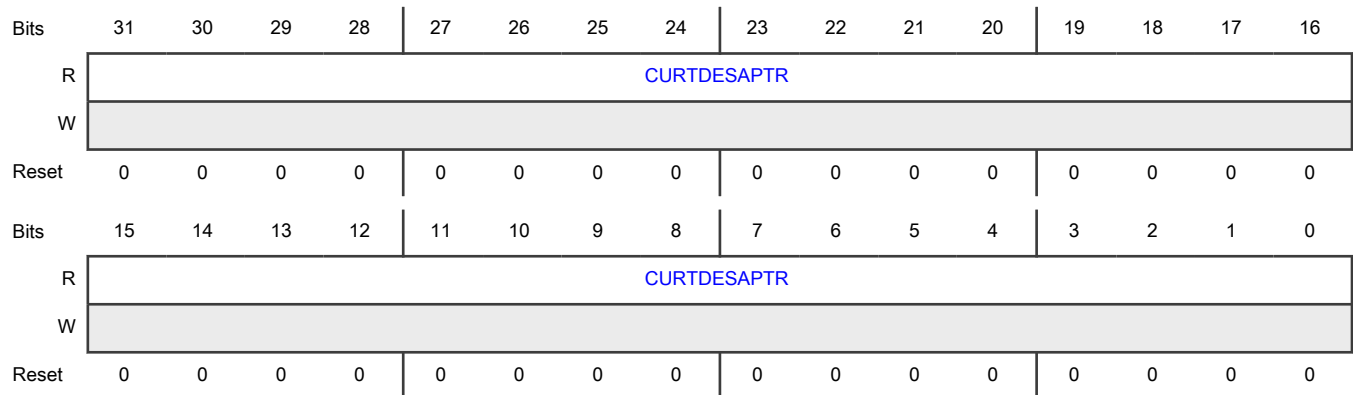 Bits 31 30 29 28 27 26 25 24 23 22 21 20 19 18 17 16
R CURTDESAPTR
W
Reset 0 0 0 0 0 0 0 0 0 0 0 0 0 0 0 0
Bits 15 14 13 12 11 10 9 8 7 6 5 4 3 2 1 0
R CURTDESAPTR
W
Reset 0 0 0 0 0 0 0 0 0 0 0 0 0 0 0 0